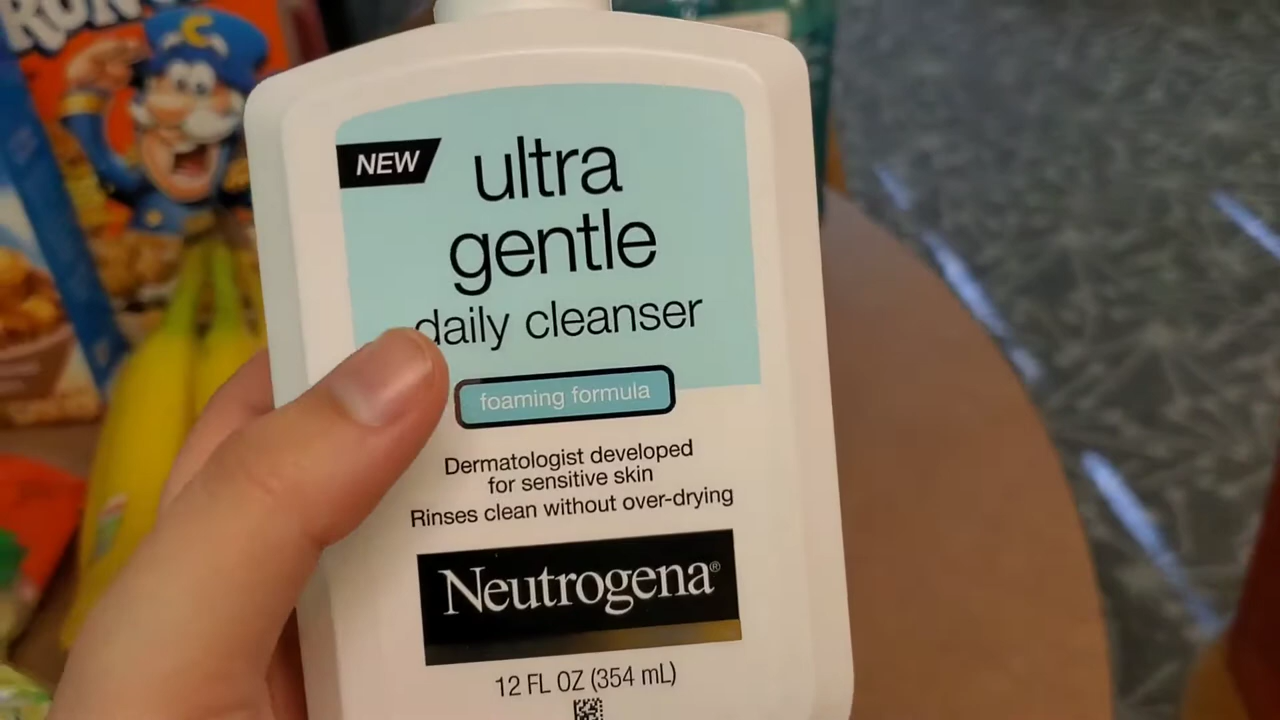 NEW
ultra
gentle
daily cleanser
foaming formula
Dermatologist developed
for sensitive skin
Rinses clean without over-drying
Neutrogena®
12 FL OZ (354 mL)